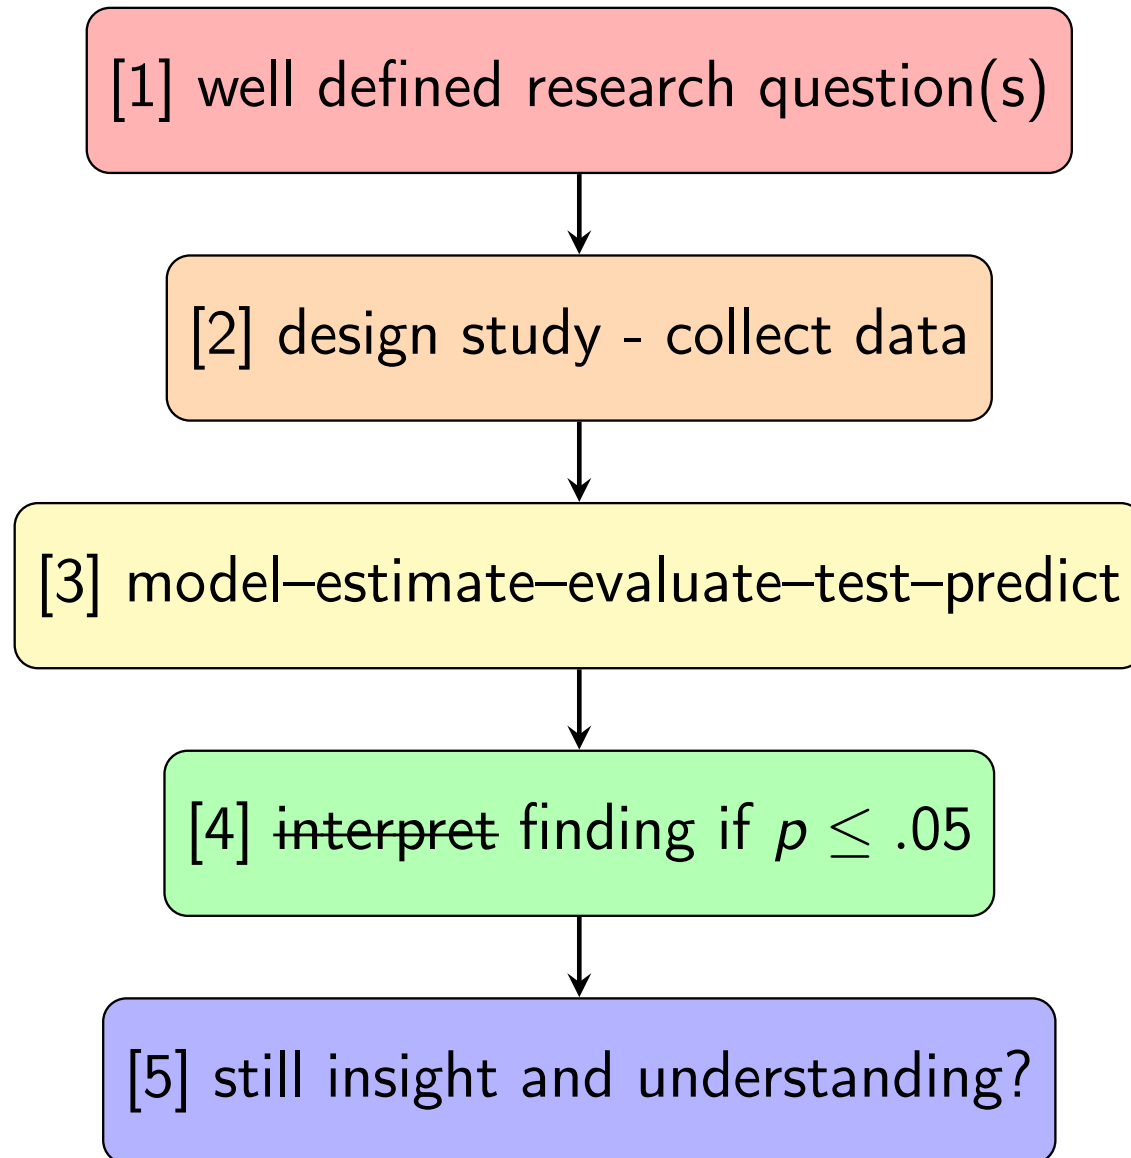 [1] well defined research question(s)
[2] design study - collect data
[3] model–estimate–evaluate–test–predict
[4] interpret finding if p ≤ .05
[5] still insight and understanding?